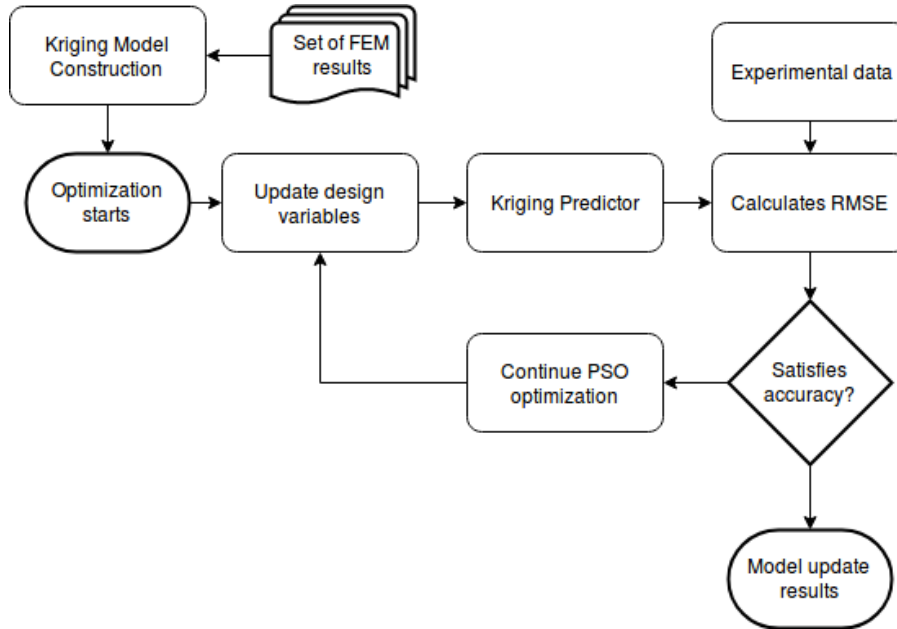 Kriging Model
Construction
Set of FEM
results
Experimental data
Optimization
starts
Update design
variables
Kriging Predictor
Calculates RMSE
Continue PSO
optimization
Satisfies
accuracy?
Model update
results